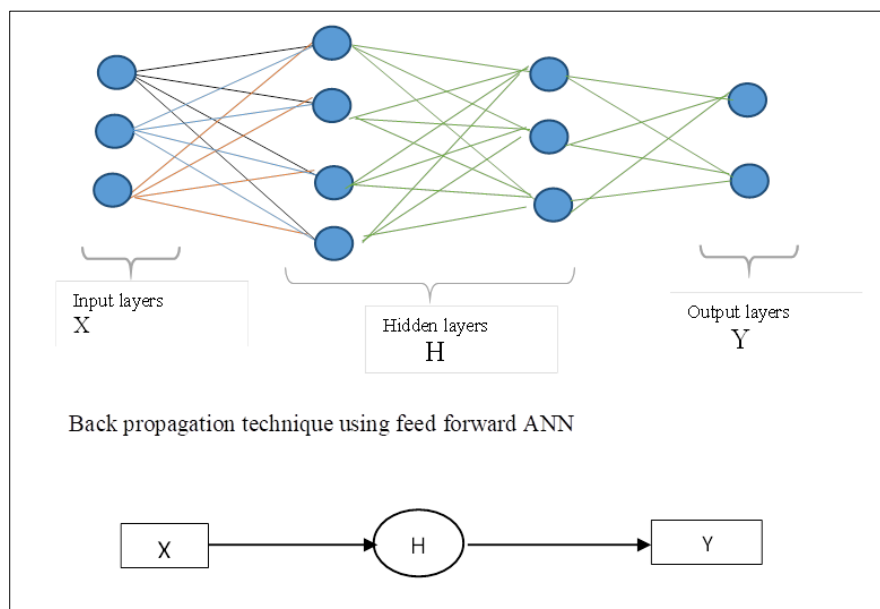 Input layers
X
Hidden layers
H
Output layers
Y
Back propagation technique using feed forward ANN
X
H
Y